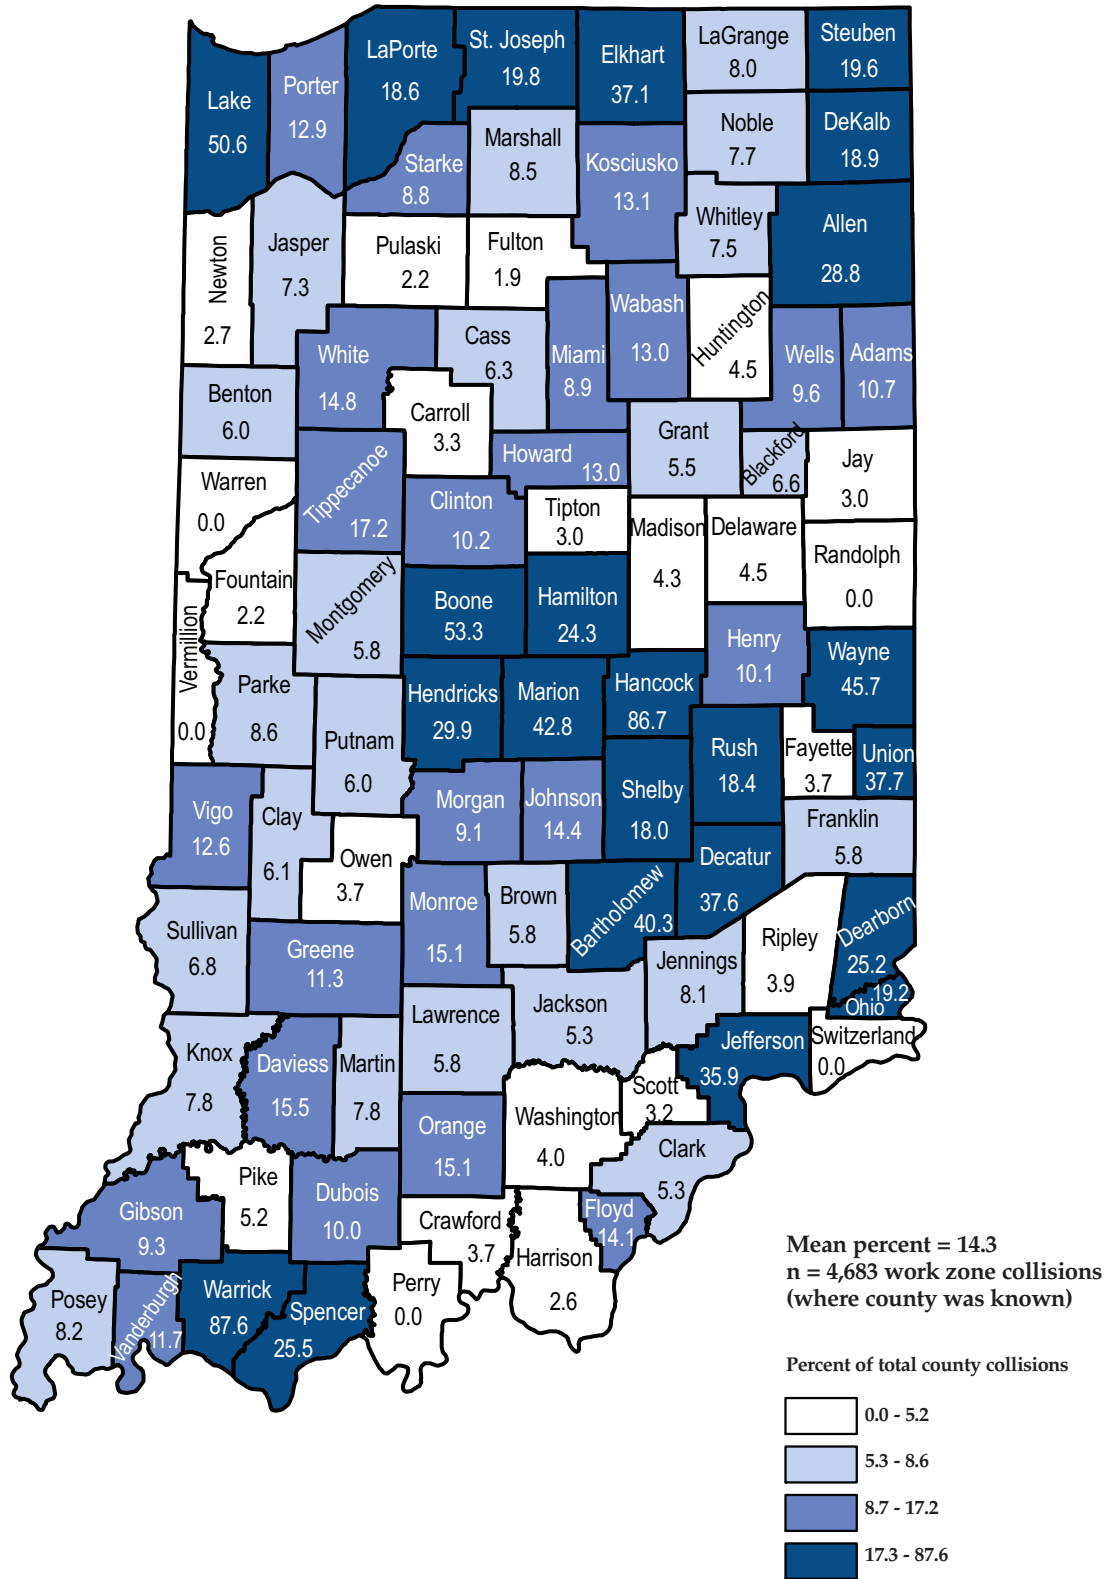 LaPorte
18.6
St. Joseph
19.8
Elkhart
37.1
LaGrange
8.0
Steuben
19.6
Lake
50.6
Porter
12.9
Noble
7.7
DeKalb
18.9
Marshall
8.5
Starke
8.8
Kosciusko
13.1
Whitley
7.5
Allen
28.8
Newton
2.7
Jasper
7.3
Pulaski
2.2
Fulton
1.9
Wabash
13.0
Huntington
4.5
White
14.8
Cass
6.3
Miami
8.9
Wells
9.6
Adams
10.7
Benton
6.0
Carroll
3.3
Grant
5.5
Blackford
6.6
Jay
3.0
Howard
13.0
Warren
0.0
Tippecanoe
17.2
Clinton
10.2
Tipton
3.0
Madison
4.3
Delaware
4.5
Randolph
0.0
Fountain
2.2
Montgomery
5.8
Boone
53.3
Hamilton
24.3
Henry
10.1
Wayne
45.7
Vermillion
0.0
Parke
8.6
Putnam
6.0
Hendricks
29.9
Marion
42.8
Hancock
86.7
Rush
18.4
Fayette
3.7
Union
37.7
Vigo
12.6
Clay
6.1
Morgan
9.1
Johnson
14.4
Shelby
18.0
Franklin
5.8
Owen
3.7
Decatur
37.6
Sullivan
6.8
Greene
11.3
Monroe
15.1
Brown
5.8
Bartholomew
40.3
Jennings
8.1
Ripley
3.9
Dearborn
25.2
Ohio
19.2
Jackson
5.3
Lawrence
5.8
Jefferson
35.9
Switzerland
0.0
Knox
7.8
Daviess
15.5
Martin
7.8
Scott
3.2
Washington
4.0
Orange
15.1
Clark
5.3
Pike
5.2
Dubois
10.0
Gibson
9.3
Crawford
3.7
Floyd
14.1
Harrison
2.6
Perry
0.0
Posey
8.2
Vanderburgh
11.7
Warrick
87.6
Spencer
25.5
Mean percent = 14.3
n = 4,683 work zone collisions
(where county was known)
Percent of total county collisions
0.0 - 5.2
5.3 - 8.6
8.7 - 17.2
17.3 - 87.6